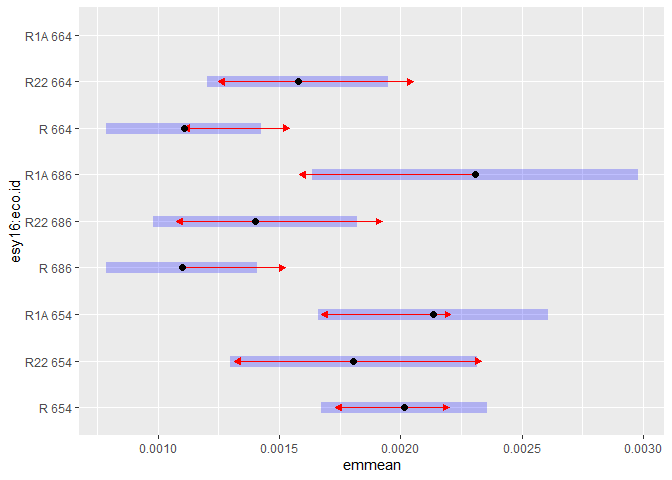 R1A 664
R22 664
R 664
R1A 686
R22 686
R 686
R1A 654
R22 654
R 654
esy16:eco.id
0.0010 0.0015 0.0020 0.0025 0.0030
emmean